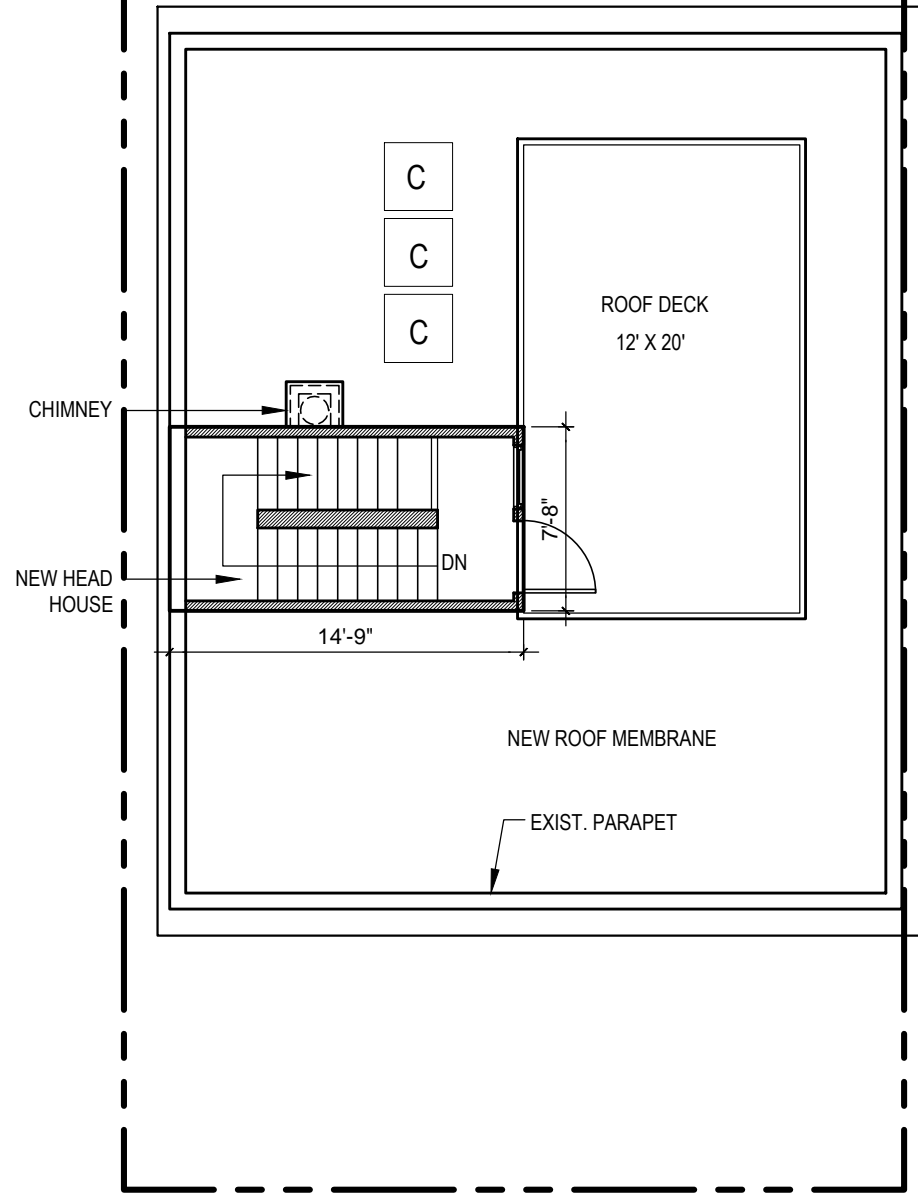 C
C
C
ROOF DECK
12' X 20'
CHIMNEY
7'-8"
DN
NEW HEAD
HOUSE
14'-9"
NEW ROOF MEMBRANE
EXIST. PARAPET